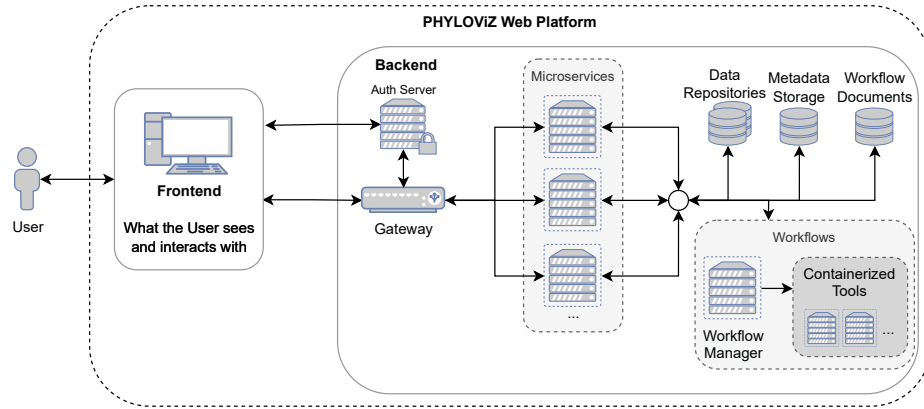 PHYLOViZ Web Platform
User
Frontend
What the User sees
and interacts with
Backend
Auth Server
Gateway
Microservices
...
Data
Repositories
Metadata
Storage
Workflow
Documents
Workflows
Workflow
Manager
Containerized
Tools
...